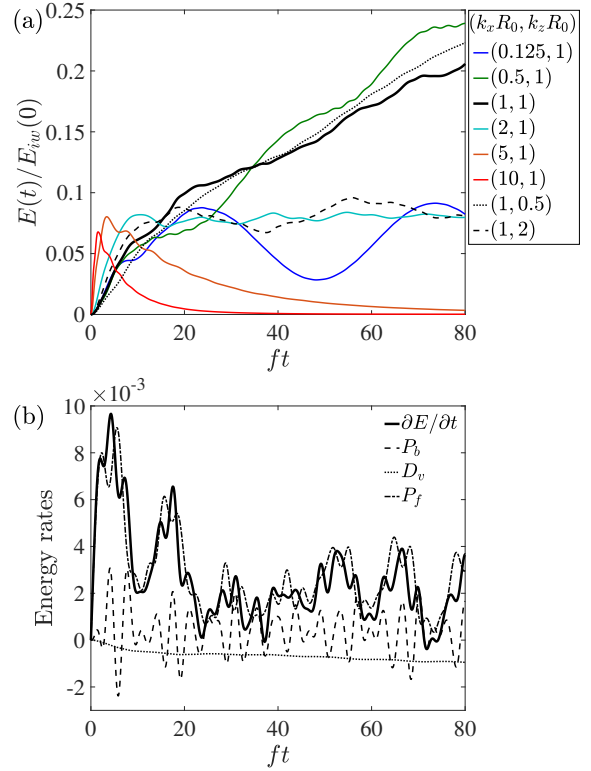 (a)
(k_xR_0, k_zR_0)
(0.125, 1)
(0.5, 1)
(1, 1)
(2, 1)
(5, 1)
(10, 1)
(1, 0.5)
(1, 2)
0.25
0.2
0.15
0.1
0.05
0
E(t)/E_{iw}(0)
0 20 40 60 80
ft
(b)
×10^{-3}
10
8
6
4
2
0
-2
Energy rates
∂E/∂t
P_b
D_v
P_f
0 20 40 60 80
ft